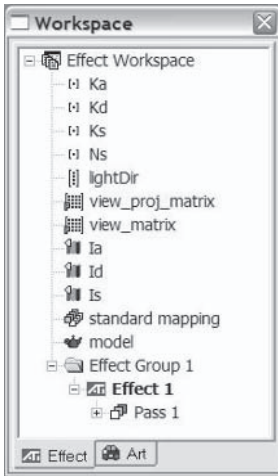 Workspace
Effect Workspace
Ka
Kd
Ks
Ns
lightDir
view_proj_matrix
view_matrix
Ia
Id
Is
standard mapping
model
Effect Group 1
Effect 1
Pass 1
Effect Art